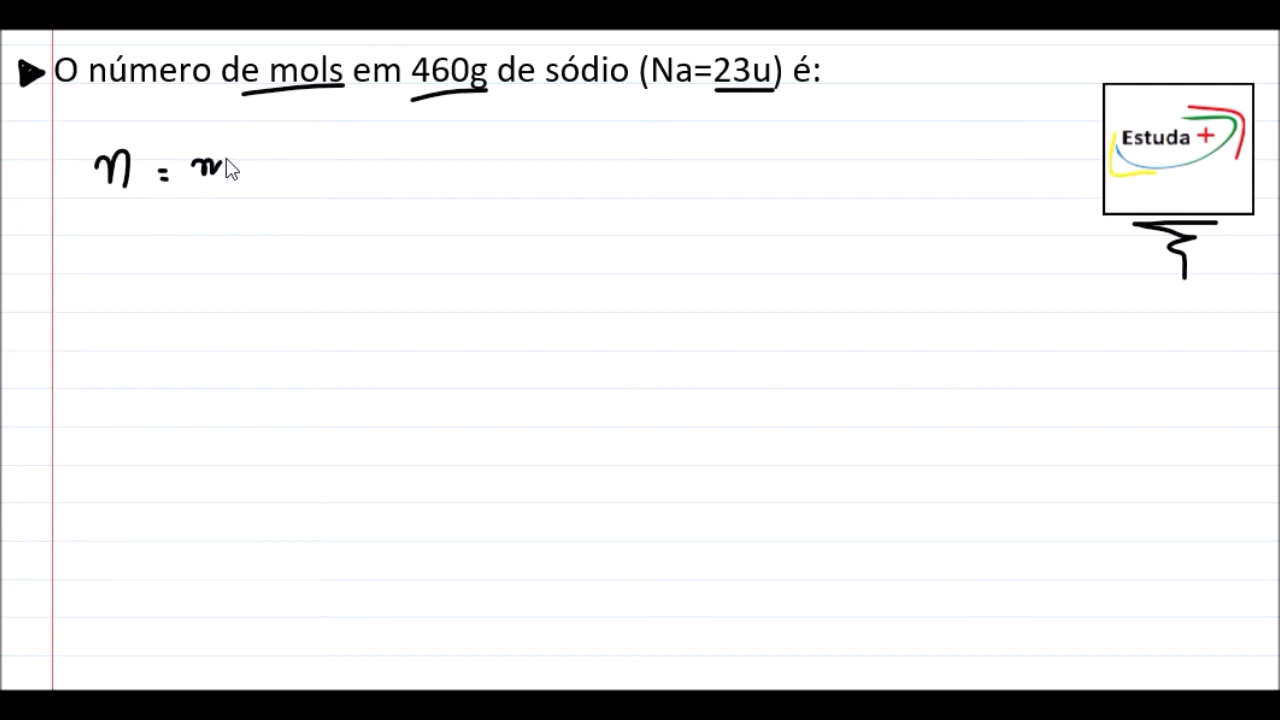 O número de mols em 460g de sódio (Na=23u) é:
Estuda +
n = m